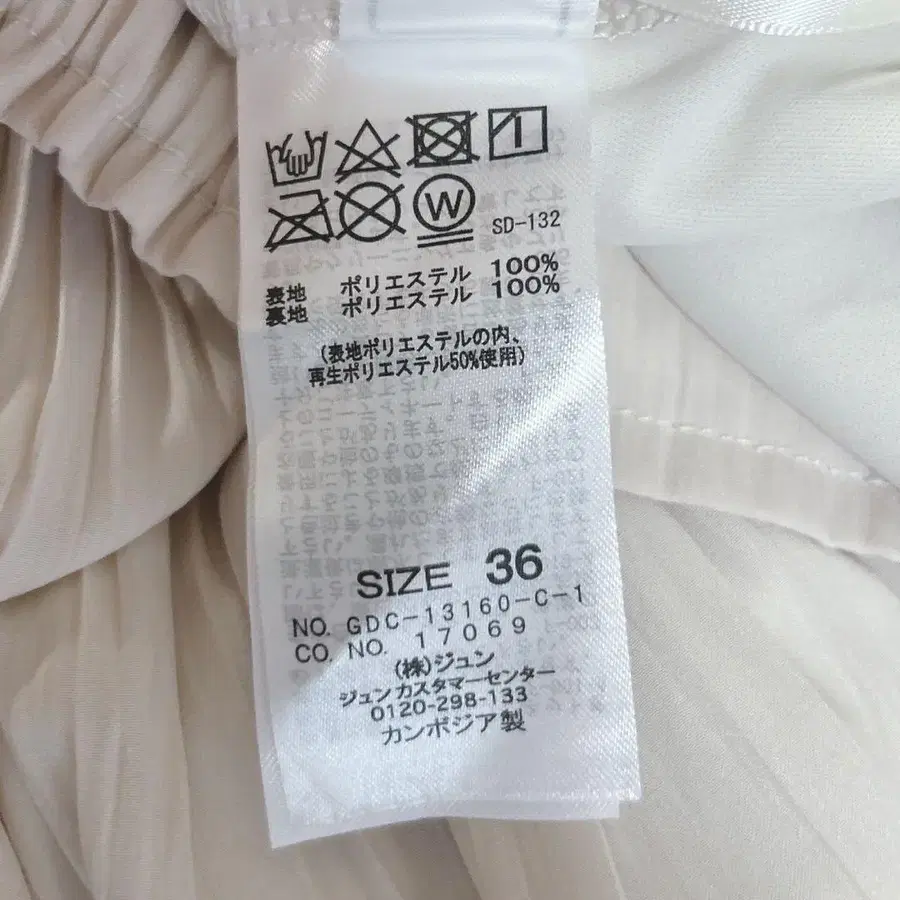 W
SD-132
表地 ポリエステル 100%
裏地 ポリエステル 100%
(表地ポリエステルの内、
再生ポリエステル50%使用)
SIZE 36
NO. GDC-13160-C-1
CO. NO. 17069
(株)ジュン
ジュンカスタマーセンター
0120-298-133
カンボジア製